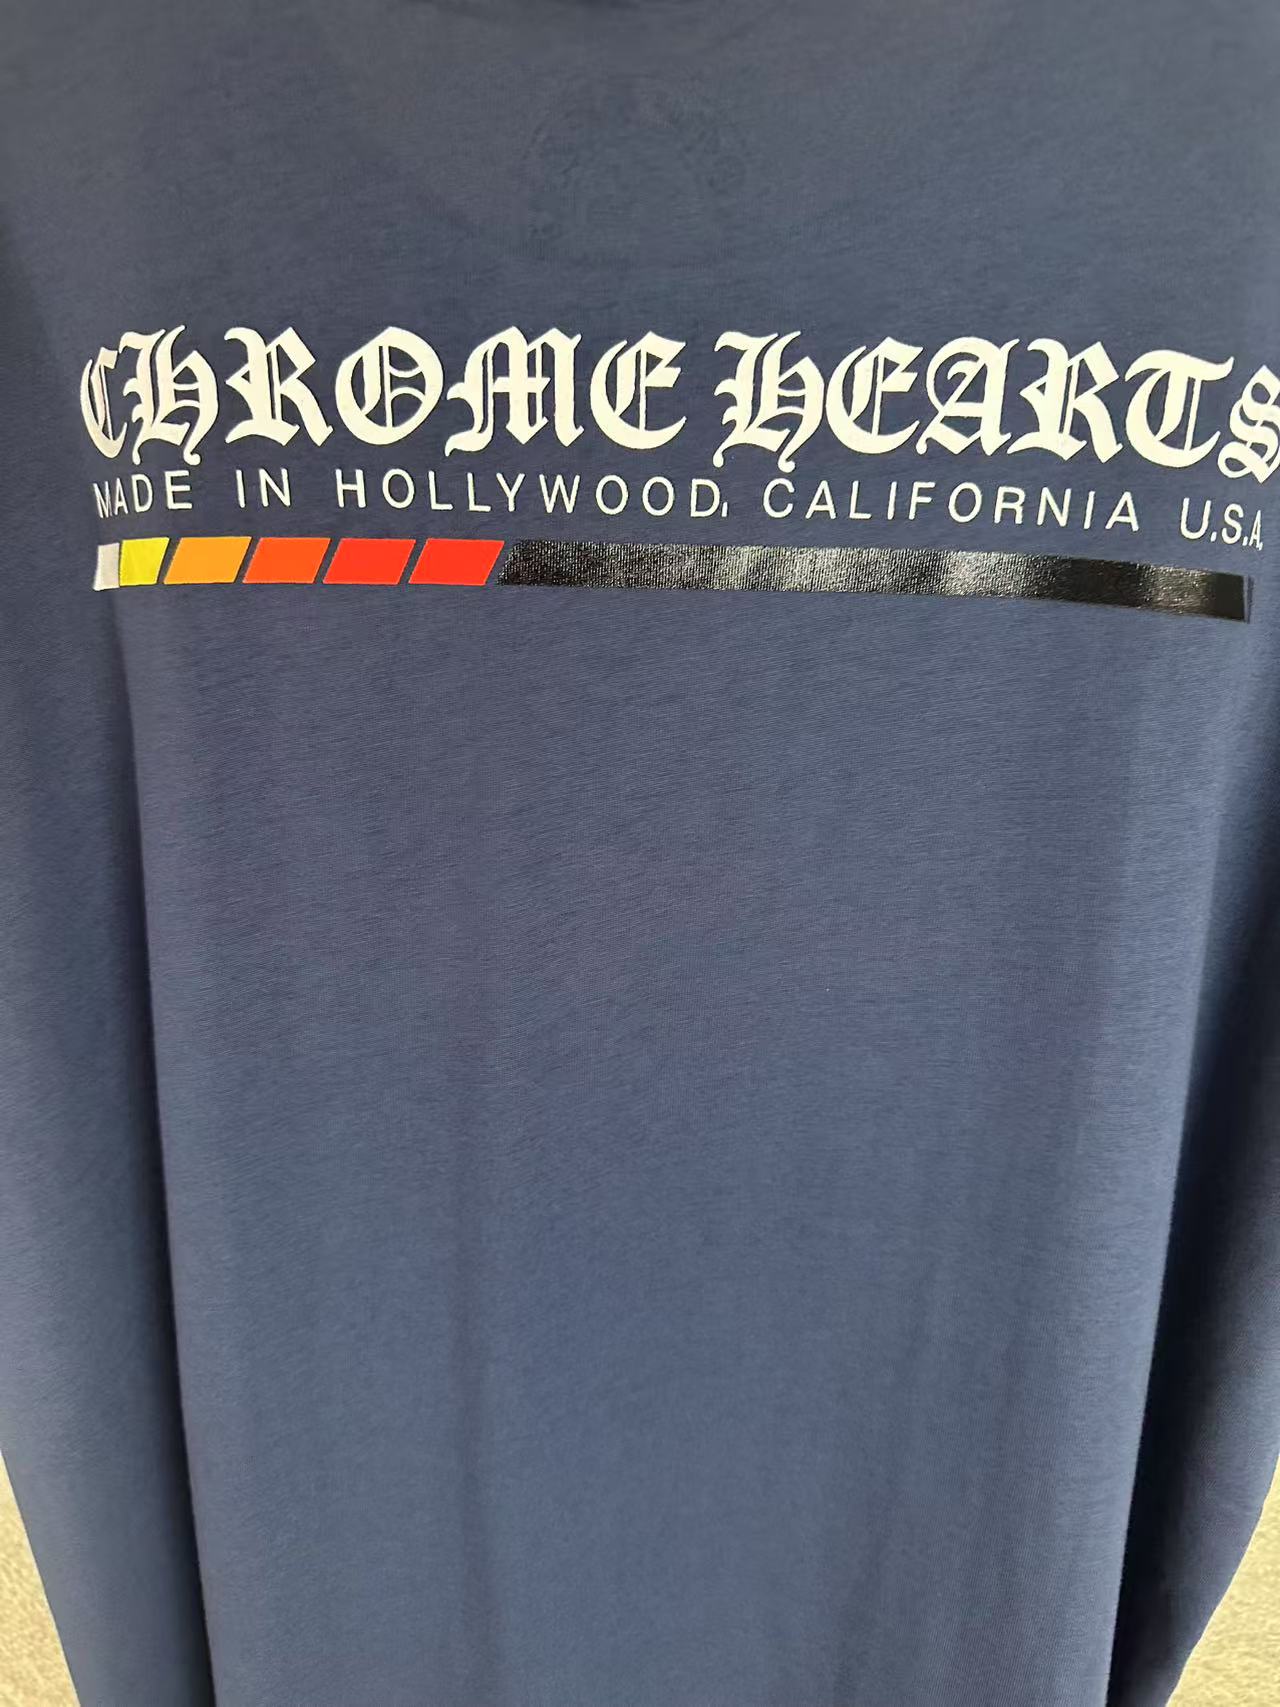 CHROME HEARTS
MADE IN HOLLYWOOD, CALIFORNIA U.S.A.